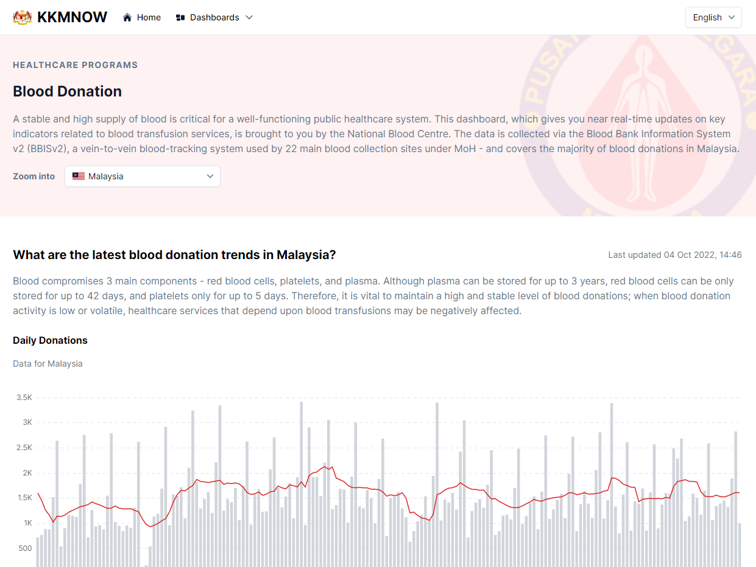 KKMNOW Home Dashboards English
HEALTHCARE PROGRAMS
Blood Donation
A stable and high supply of blood is critical for a well-functioning public healthcare system. This dashboard, which gives you near real-time updates on key
indicators related to blood transfusion services, is brought to you by the National Blood Centre. The data is collected via the Blood Bank Information System
v2 (BBISv2), a vein-to-vein blood-tracking system used by 22 main blood collection sites under MoH - and covers the majority of blood donations in Malaysia.
Zoom into Malaysia
What are the latest blood donation trends in Malaysia? Last updated 04 Oct 2022, 14:46
Blood compromises 3 main components - red blood cells, platelets, and plasma. Although plasma can be stored for up to 3 years, red blood cells can be only
stored for up to 42 days, and platelets only for up to 5 days. Therefore, it is vital to maintain a high and stable level of blood donations; when blood donation
activity is low or volatile, healthcare services that depend upon blood transfusions may be negatively affected.
Daily Donations
Data for Malaysia
3.5K
3K
2.5K
2K
1.5K
1K
500